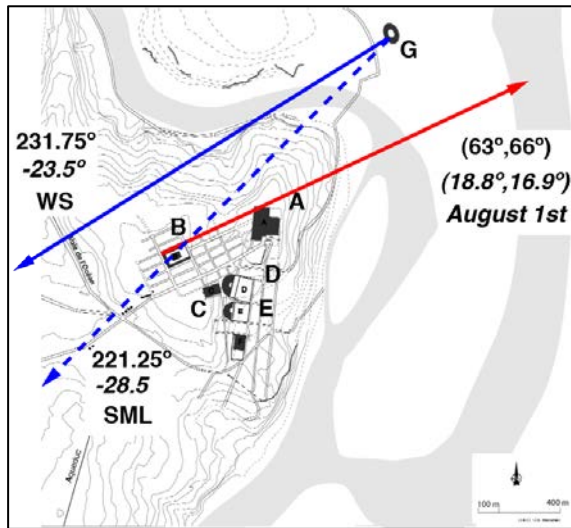 G
231.75º
-23.5º
WS
(63º,66º)
(18.8º,16.9º)
August 1st
A
B
D
D
C
E
E
221.25º
-28.5
SML
Aqueduc
100 m
400 m